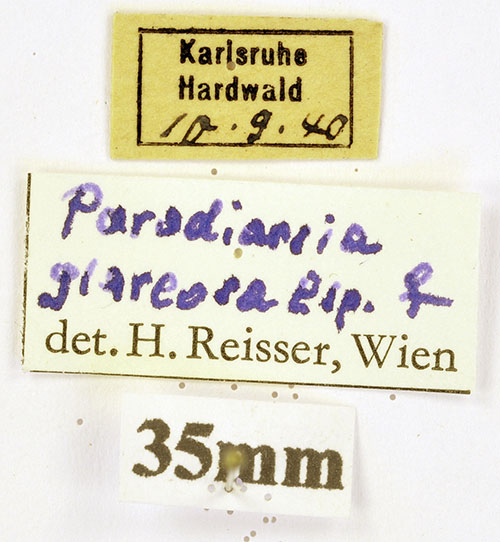 Karlsruhe
Hardwald
10.9.40
Paradiarsia
glareosa Esp. ♀
det. H. Reisser, Wien
35mm